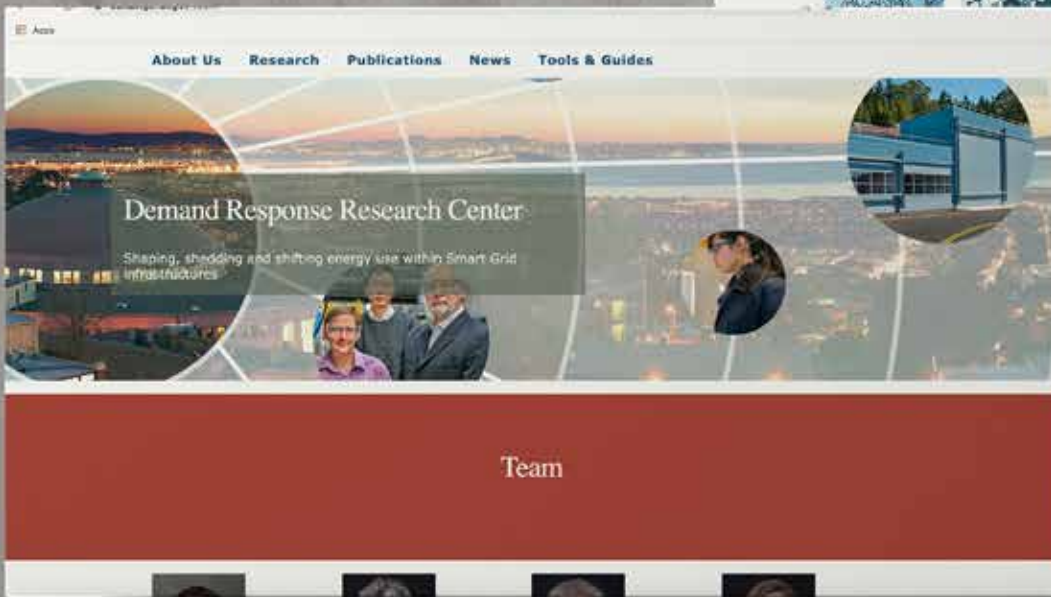 Apps
About Us Research Publications News Tools & Guides
Demand Response Research Center
Shaping, shedding and shifting energy use within Smart Grid
Infrastructures
Team